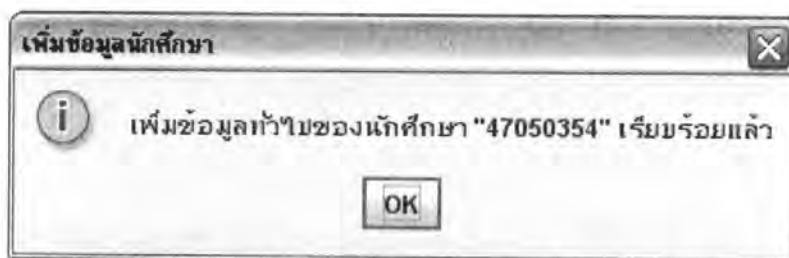 เพิ่มข้อมูลนักศึกษา
เพิ่มข้อมูลทั่วไปของนักศึกษา "47050354" เรียบร้อยแล้ว
OK